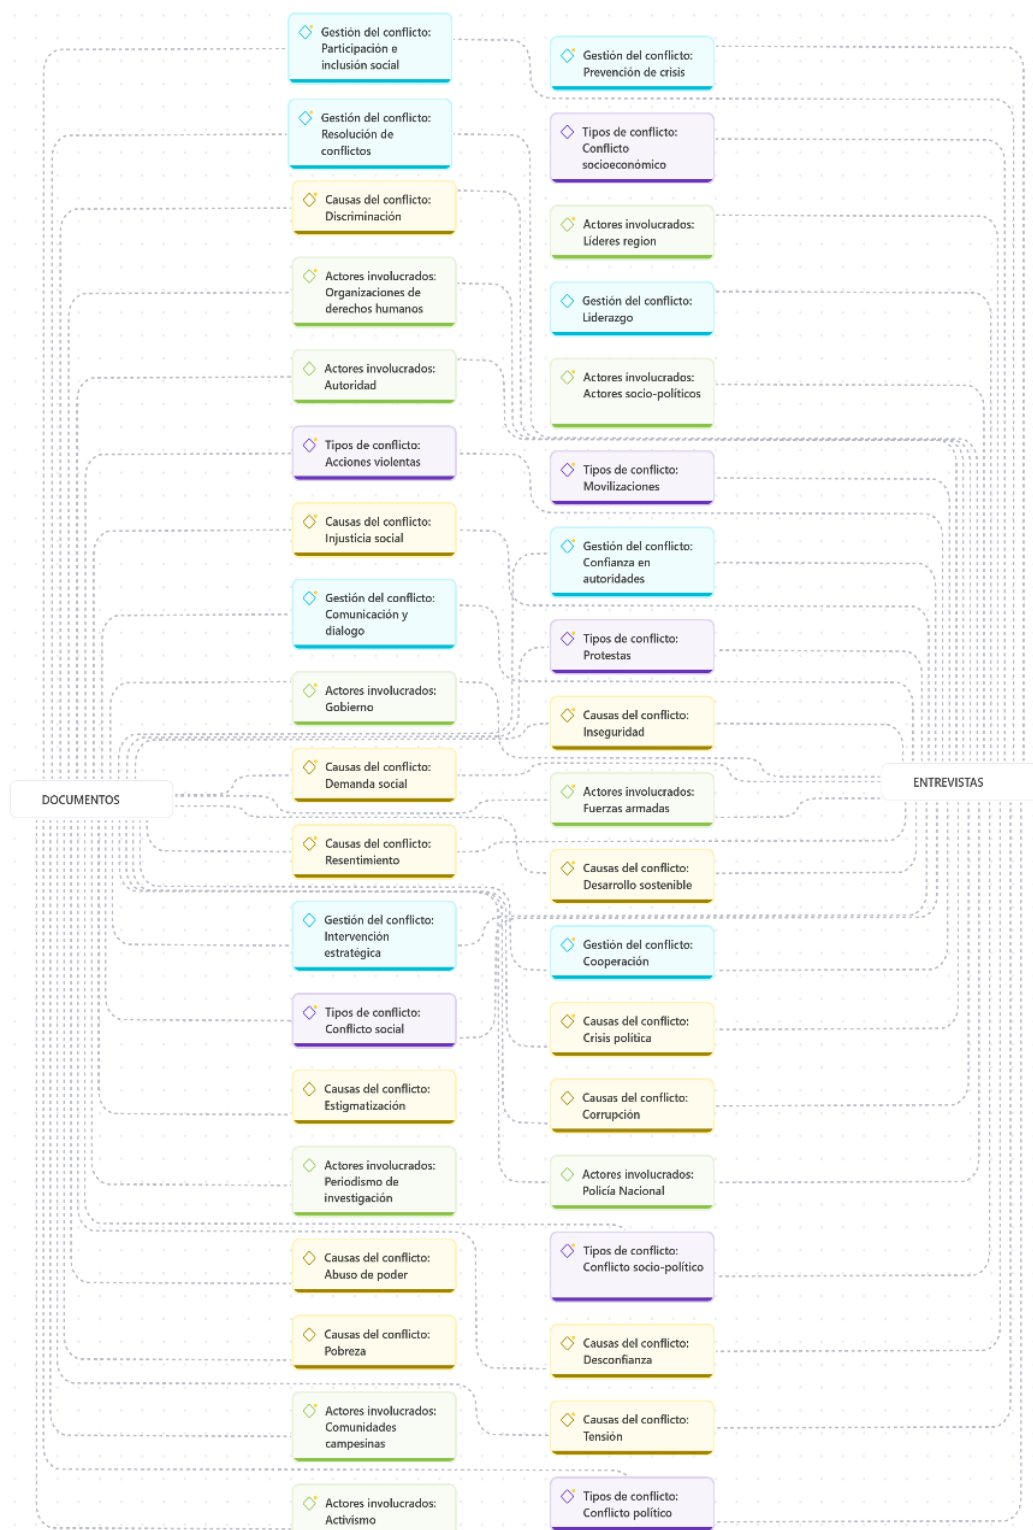 Gestión del conflicto:
Participación e
inclusión social
Gestión del conflicto:
Prevención de crisis
Gestión del conflicto:
Resolución de
conflictos
Tipos de conflicto:
Conflicto
socioeconómico
Causas del conflicto:
Discriminación
Actores involucrados:
Líderes region
Actores involucrados:
Organizaciones de
derechos humanos
Gestión del conflicto:
Liderazgo
Actores involucrados:
Autoridad
Actores involucrados:
Actores socio-políticos
Tipos de conflicto:
Acciones violentas
Tipos de conflicto:
Movilizaciones
Causas del conflicto:
Injusticia social
Gestión del conflicto:
Confianza en
autoridades
Gestión del conflicto:
Comunicación y
dialogo
Tipos de conflicto:
Protestas
Actores involucrados:
Gobierno
Causas del conflicto:
Inseguridad
Causas del conflicto:
Demanda social
Actores involucrados:
Fuerzas armadas
DOCUMENTOS
ENTREVISTAS
Causas del conflicto:
Resentimiento
Causas del conflicto:
Desarrollo sostenible
Gestión del conflicto:
Intervención
estratégica
Gestión del conflicto:
Cooperación
Tipos de conflicto:
Conflicto social
Causas del conflicto:
Crisis política
Causas del conflicto:
Estigmatización
Causas del conflicto:
Corrupción
Actores involucrados:
Periodismo de
investigación
Actores involucrados:
Policía Nacional
Causas del conflicto:
Abuso de poder
Tipos de conflicto:
Conflicto socio-político
Causas del conflicto:
Pobreza
Causas del conflicto:
Desconfianza
Actores involucrados:
Comunidades
campesinas
Causas del conflicto:
Tensión
Actores involucrados:
Activismo
Tipos de conflicto:
Conflicto político